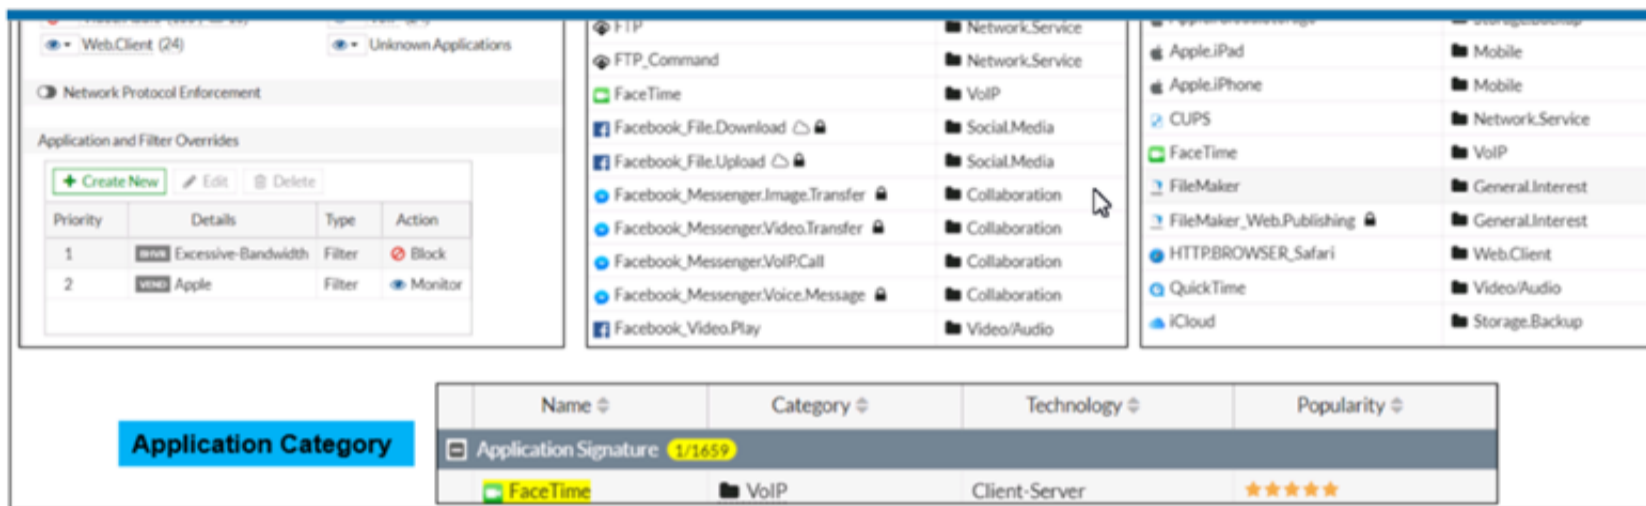 Web.Client (24)
Unknown Applications
Network Protocol Enforcement
Application and Filter Overrides
Create New Edit Delete
Priority Details Type Action
1 Excessive-Bandwidth Filter Block
2 Apple Filter Monitor
FTP Network.Service
FTP_Command Network.Service
FaceTime VoIP
Facebook_File.Download Social.Media
Facebook_File.Upload Social.Media
Facebook_Messenger.Image.Transfer Collaboration
Facebook_Messenger.Video.Transfer Collaboration
Facebook_Messenger.VoIP.Call Collaboration
Facebook_Messenger.Voice.Message Collaboration
Facebook_Video.Play Video/Audio
Apple.iPad Mobile
Apple.iPhone Mobile
CUPS Network.Service
FaceTime VoIP
FileMaker General.Interest
FileMaker_Web.Publishing General.Interest
HTTP.BROWSER_Safari Web.Client
QuickTime Video/Audio
iCloud Storage.Backup
Application Category
Name Category Technology Popularity
Application Signature 1/1659
FaceTime VoIP Client-Server